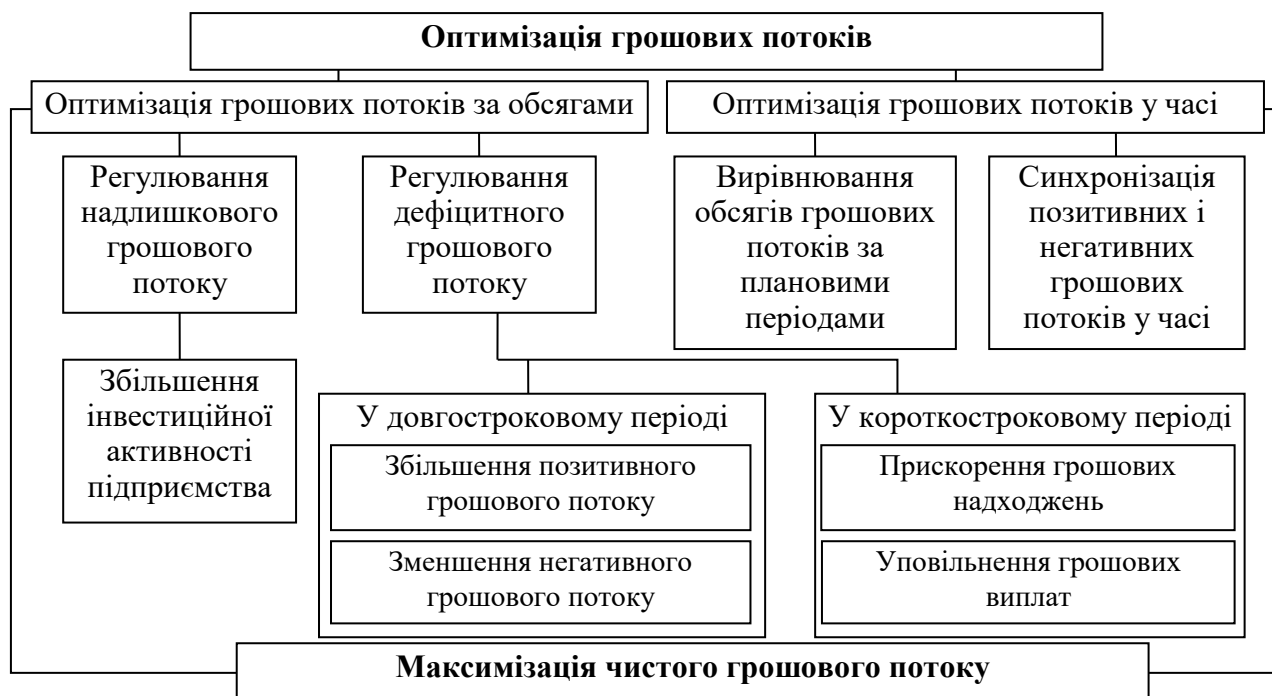 Оптимізація грошових потоків
Оптимізація грошових потоків за обсягами
Оптимізація грошових потоків у часі
Регулювання
надлишкового
грошового
потоку
Регулювання
дефіцитного
грошового
потоку
Вирівнювання
обсягів грошових
потоків за
плановими
періодами
Синхронізація
позитивних і
негативних
грошових
потоків у часі
Збільшення
інвестиційної
активності
підприємства
У довгостроковому періоді
Збільшення позитивного
грошового потоку
Зменшення негативного
грошового потоку
У короткостроковому періоді
Прискорення грошових
надходжень
Уповільнення грошових
виплат
Максимізація чистого грошового потоку